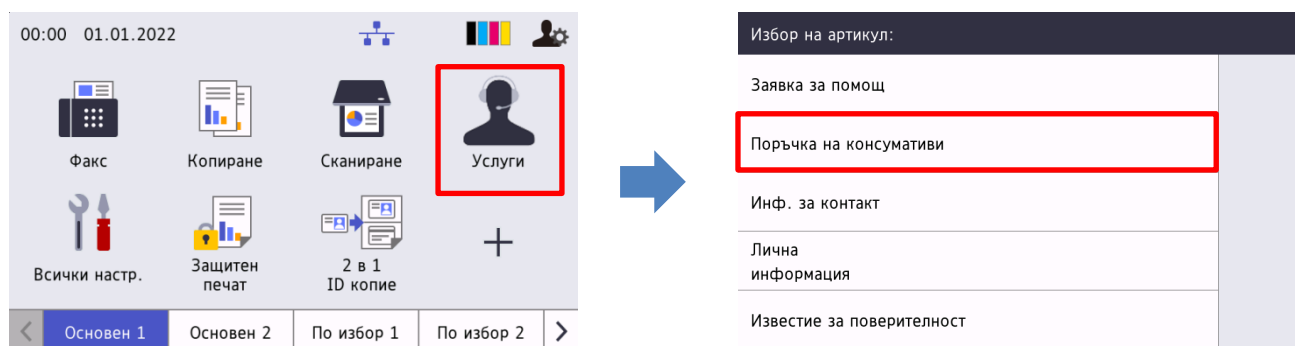 00:00 01.01.2022
Факс
Копиране
Сканиране
Услуги
Всички настр.
Защитен
печат
2 в 1
ID копие
Основен 1
Основен 2
По избор 1
По избор 2
Избор на артикул:
Заявка за помощ
Поръчка на консумативи
Инф. за контакт
Лична
информация
Известие за поверителност